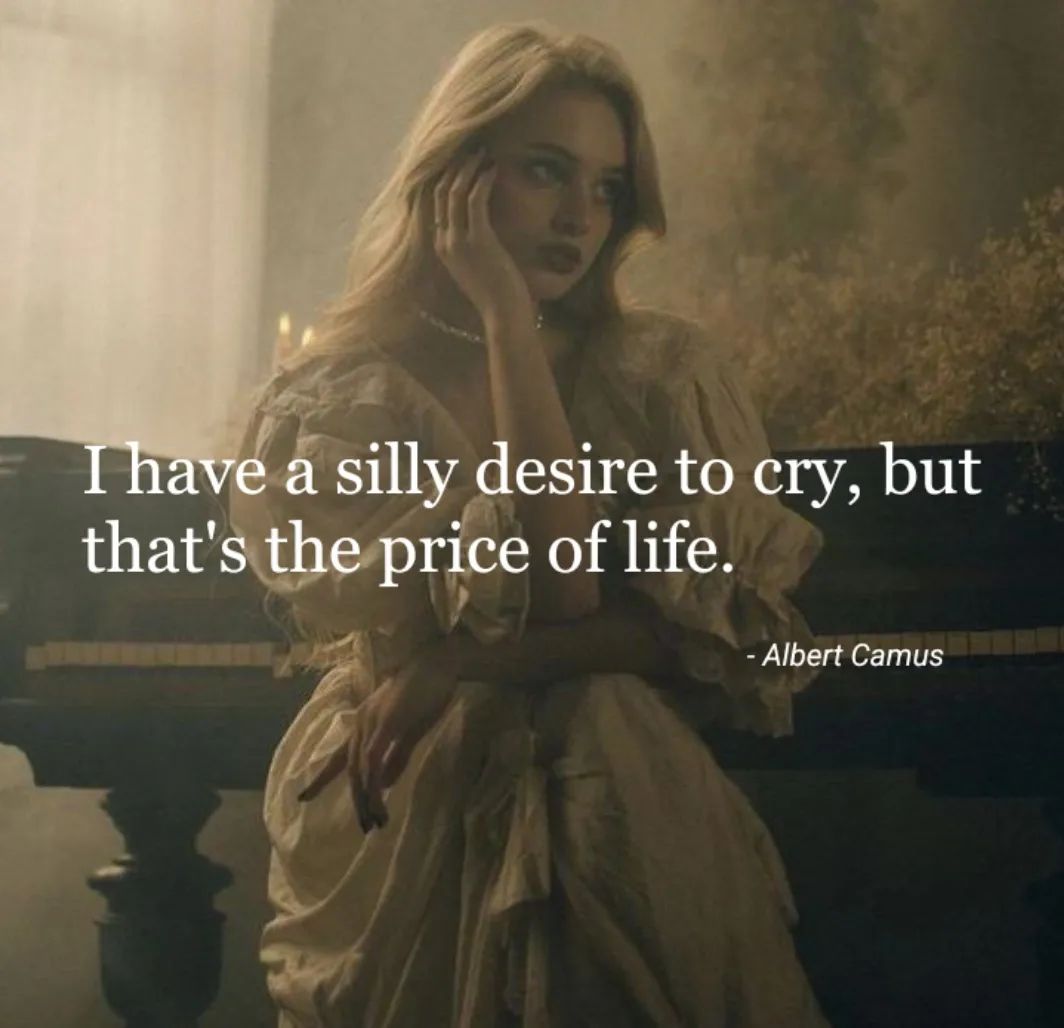 I have a silly desire to cry, but
that's the price of life.
- Albert Camus